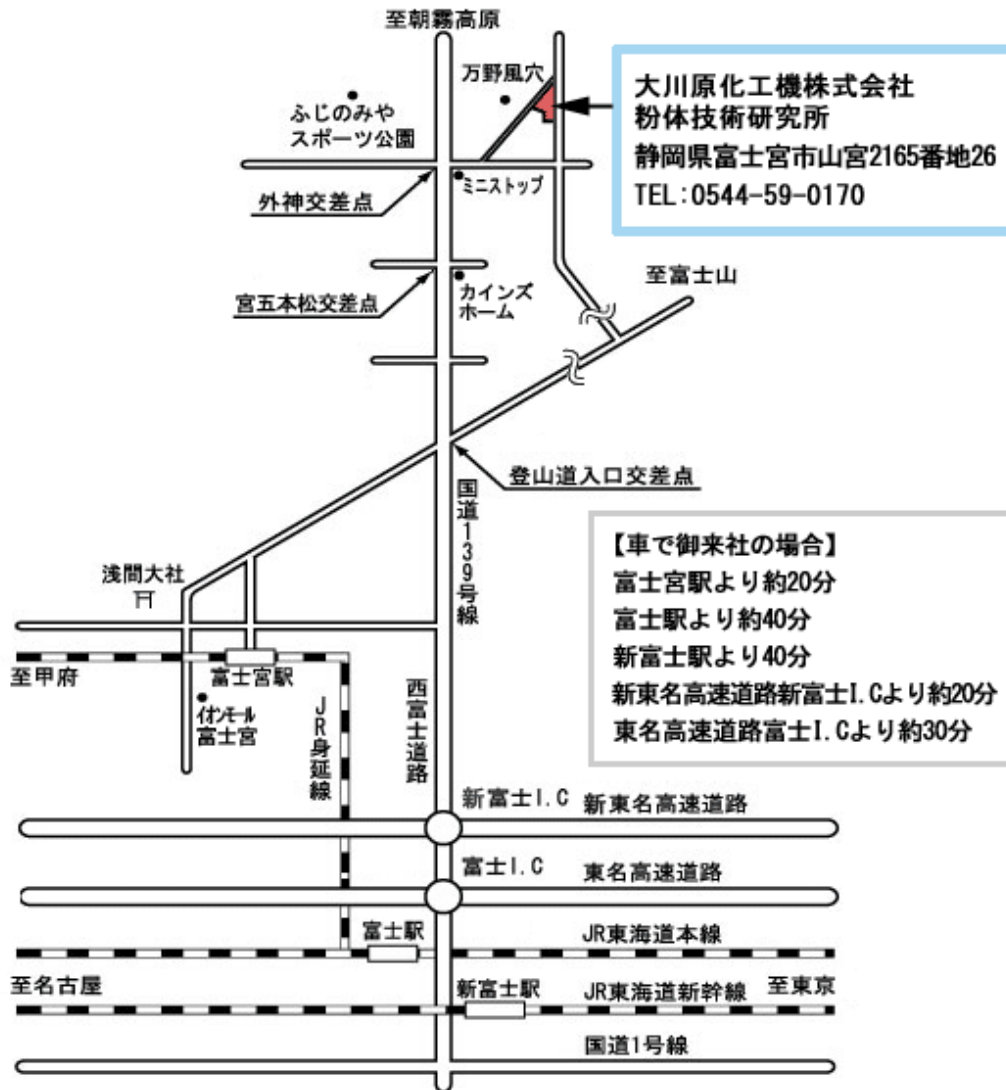 至朝霧高原
万野風穴
ふじのみや
スポーツ公園
大川原化工機株式会社
粉体技術研究所
静岡県富士宮市山宮2165番地26
TEL:0544-59-0170
外神交差点
ミニストップ
至富士山
宮五本松交差点
カインズ
ホーム
登山道入口交差点
国道139号線
【車で御来社の場合】
富士宮駅より約20分
富士駅より約40分
新富士駅より40分
新東名高速道路新富士I.Cより約20分
東名高速道路富士I.Cより約30分
浅間大社
至甲府
富士宮駅
イオンモール
富士宮
JR身延線
西富士道路
新富士I.C
新東名高速道路
富士I.C
東名高速道路
富士駅
JR東海道本線
至名古屋
新富士駅
JR東海道新幹線
至東京
国道1号線